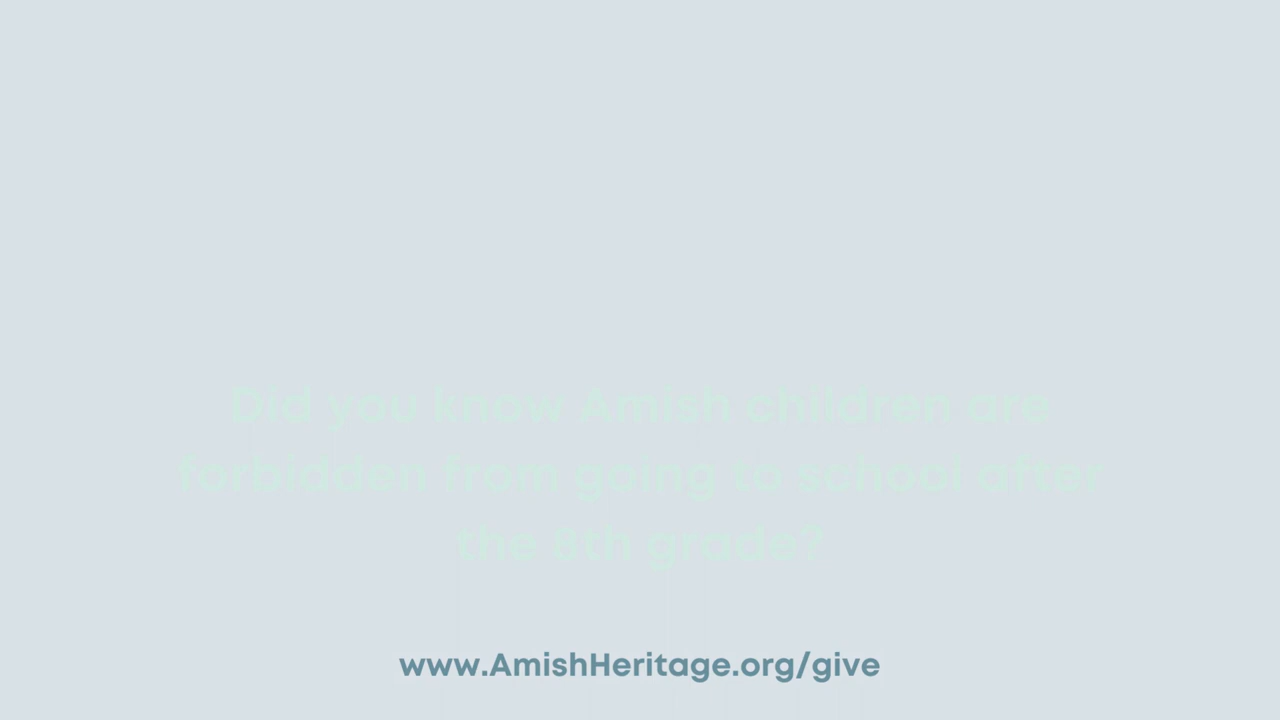 Did you know Amish children are
forbidden from going to school after
the 8th grade?
www.AmishHeritage.org/give